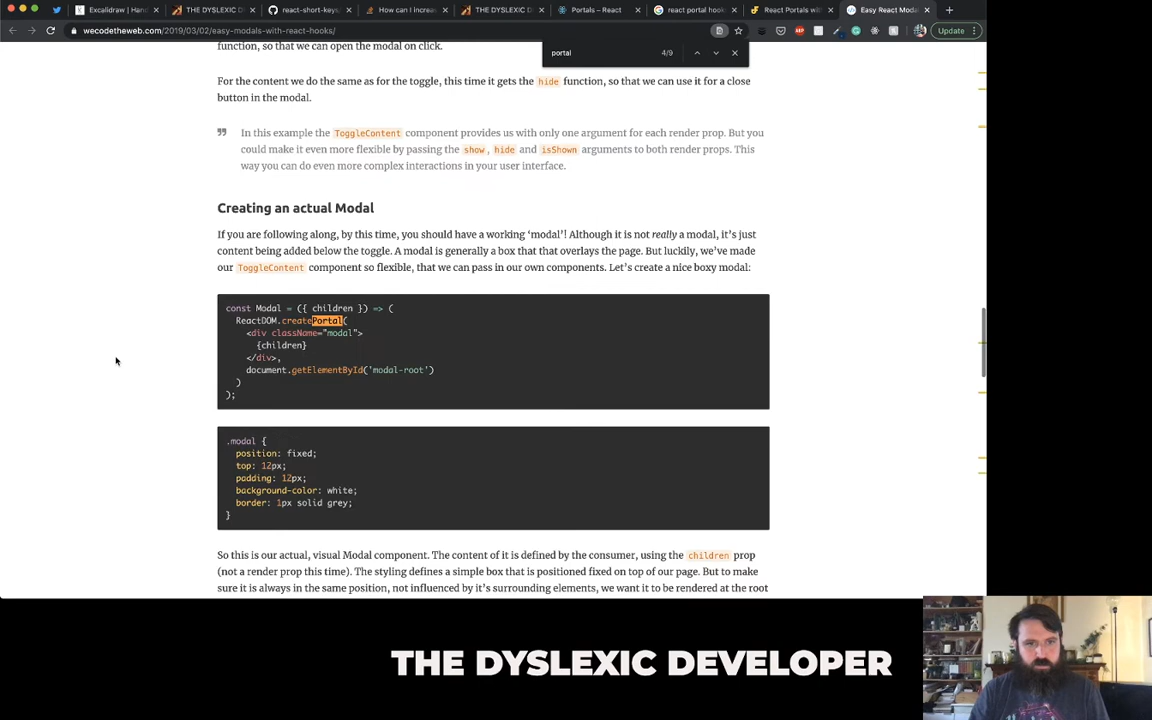 Excalidraw | Han
THE DYSLEXIC D
react-short-keys
How can I increa
THE DYSLEXIC D
Portals – React
react portal hook
React Portals with
Easy React Moda
wecodetheweb.com/2019/03/02/easy-modals-with-react-hooks/
Update
portal 4/9
function, so that we can open the modal on click.
For the content we do the same as for the toggle, this time it gets the hide function, so that we can use it for a close
button in the modal.
In this example the ToggleContent component provides us with only one argument for each render prop. But you
could make it even more flexible by passing the show, hide and isShown arguments to both render props. This
way you can do even more complex interactions in your user interface.
Creating an actual Modal
If you are following along, by this time, you should have a working ‘modal’! Although it is not really a modal, it’s just
content being added below the toggle. A modal is generally a box that that overlays the page. But luckily, we’ve made
our ToggleContent component so flexible, that we can pass in our own components. Let’s create a nice boxy modal:
const Modal = ({ children }) => (
ReactDOM.createPortal(
<div className="modal">
{children}
</div>,
document.getElementById('modal-root')
)
);
.modal {
position: fixed;
top: 12px;
padding: 12px;
background-color: white;
border: 1px solid grey;
}
So this is our actual, visual Modal component. The content of it is defined by the consumer, using the children prop
(not a render prop this time). The styling defines a simple box that is positioned fixed on top of our page. But to make
sure it is always in the same position, not influenced by it’s surrounding elements, we want it to be rendered at the root
THE DYSLEXIC DEVELOPER